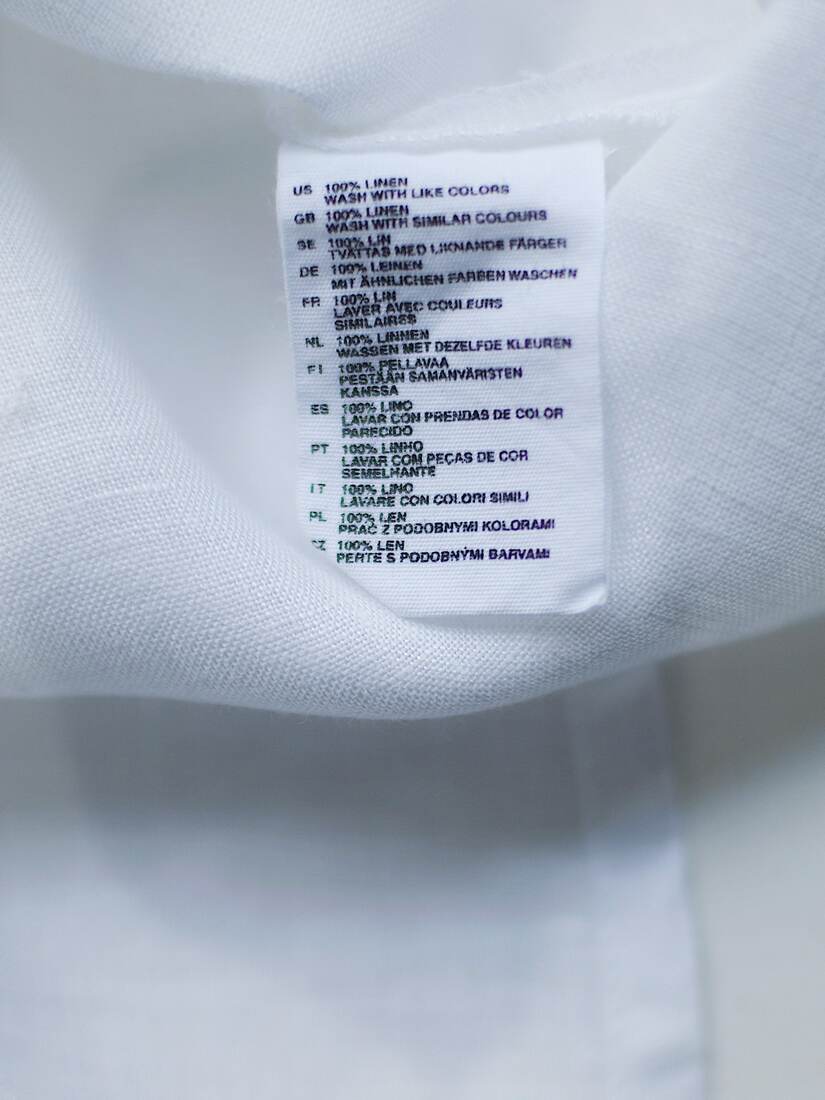 US 100% LINEN
WASH WITH LIKE COLORS
GB 100% LINEN
WASH WITH SIMILAR COLOURS
SE 100% LIN
TVÄTTAS MED LIKNANDE FÄRGER
DE 100% LEINEN
MIT ÄHNLICHEN FARBEN WASCHEN
FR 100% LIN
LAVER AVEC COULEURS
SIMILAIRES
NL 100% LINNEN
WASSEN MET DEZELFDE KLEUREN
FI 100% PELLAVAA
PESTÄÄN SAMANVÄRISTEN
KANSSA
ES 100% LINO
LAVAR CON PRENDAS DE COLOR
PARECIDO
PT 100% LINHO
LAVAR COM PEÇAS DE COR
SEMELHANTE
IT 100% LINO
LAVARE CON COLORI SIMILI
PL 100% LEN
PRAĆ Z PODOBNYMI KOLORAMI
CZ 100% LEN
PERTE S PODOBNÝMI BARVAMI